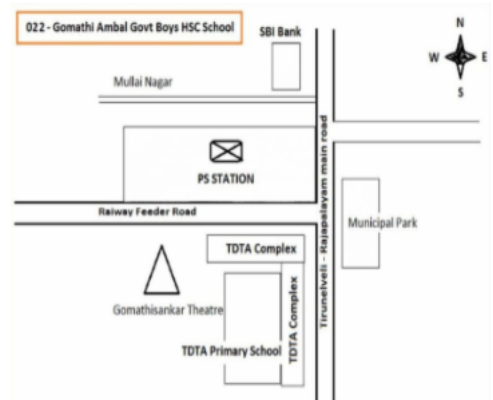 022 - Gomathi Ambal Govt Boys HSC School
SBI Bank
N
W E
S
Mullai Nagar
PS STATION
Raiway Feeder Road
Tirunelveli - Rajapalayam main road
Municipal Park
TDTA Complex
Gomathisankar Theatre
TDTA Complex
TDTA Primary School